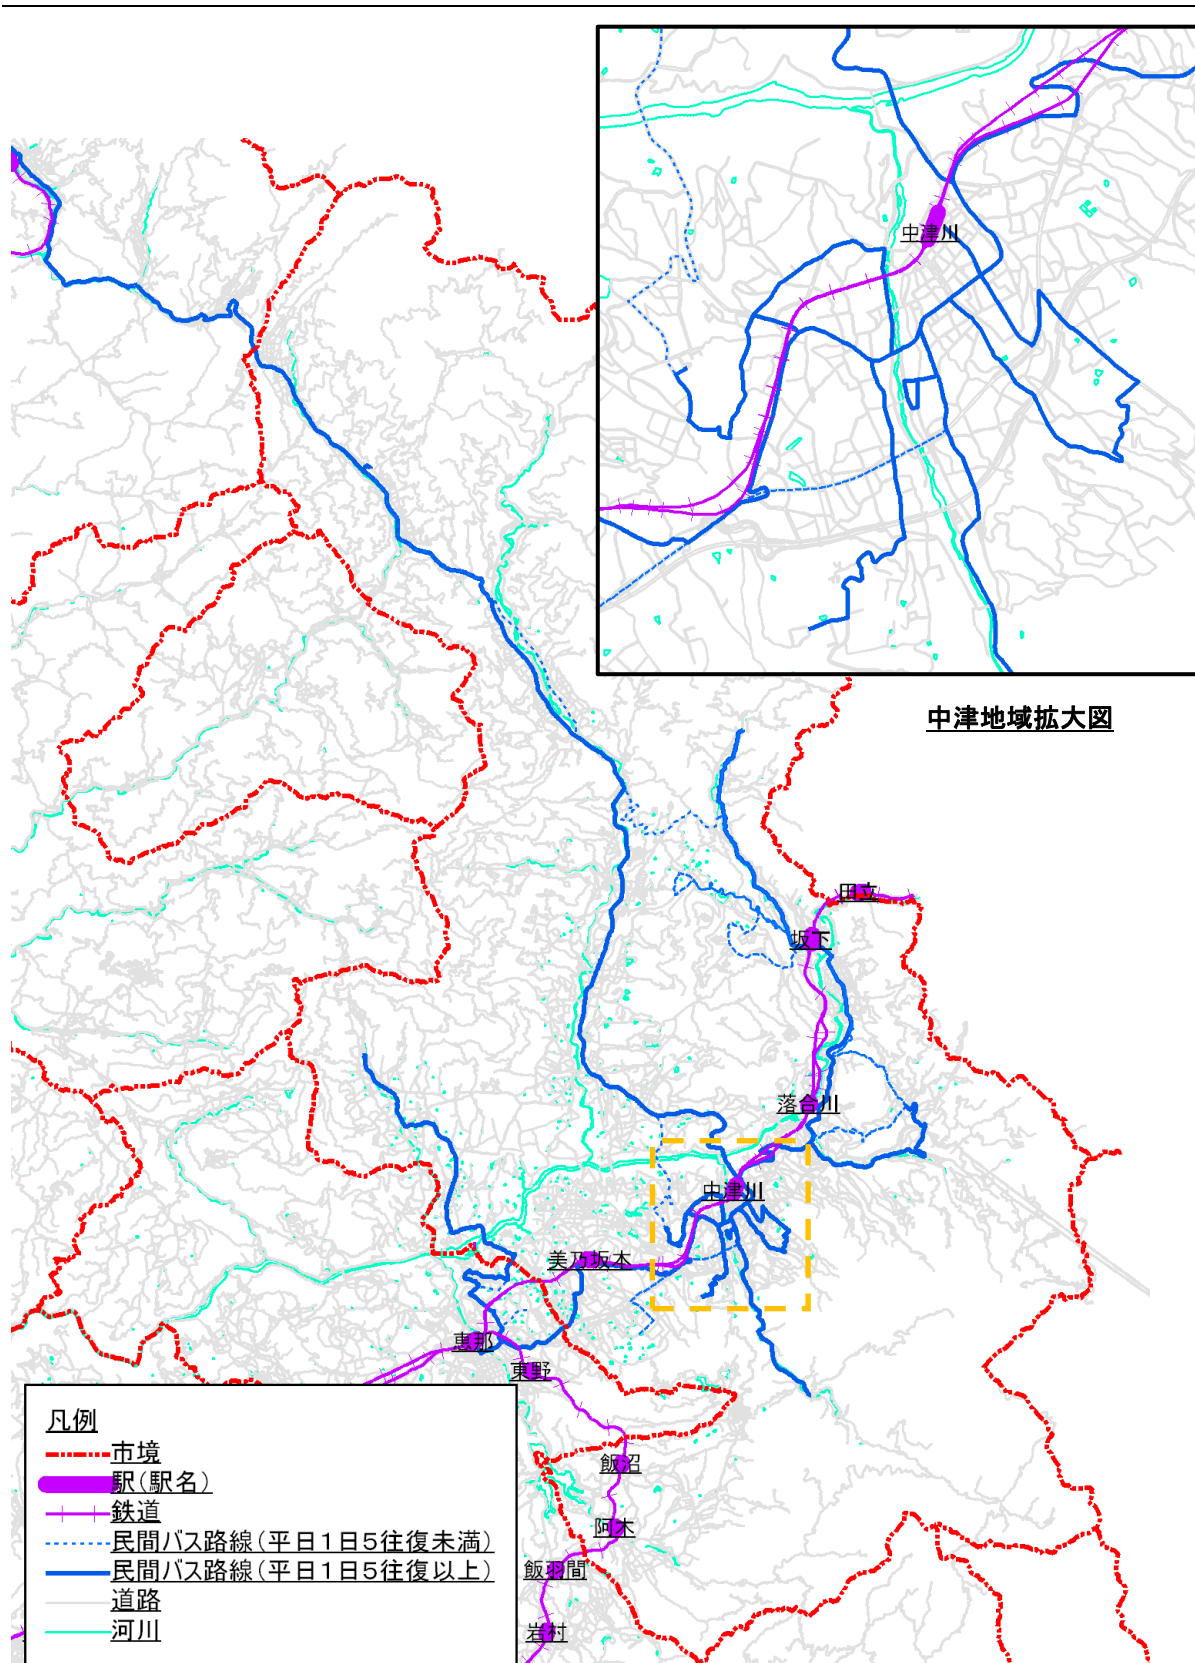 中津川
中津地域拡大図
田立
坂下
落合川
中津川
美乃坂本
恵那
東野
飯沼
阿木
飯羽間
岩村
凡例
市境
駅(駅名)
鉄道
民間バス路線(平日1日5往復未満)
民間バス路線(平日1日5往復以上)
道路
河川